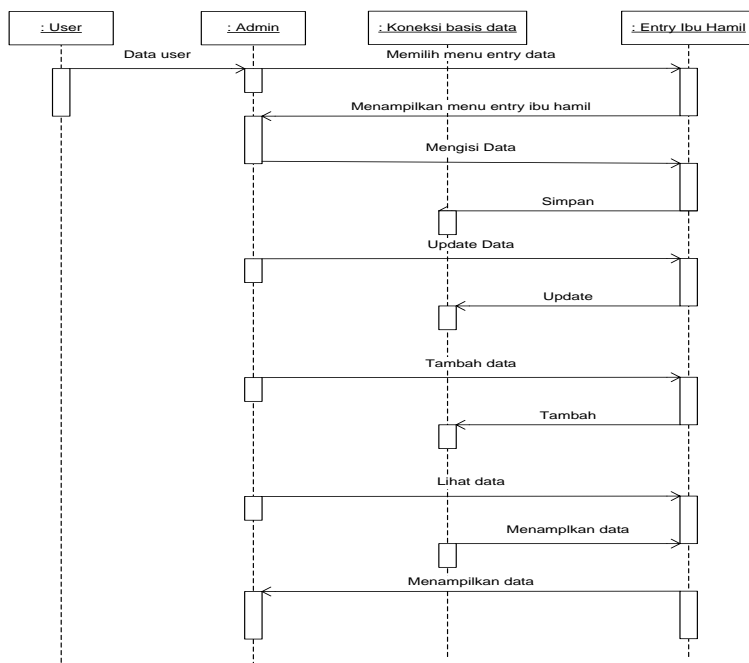 : User
: Admin
: Koneksi basis data
: Entry Ibu Hamil
Data user
Memilih menu entry data
Menampilkan menu entry ibu hamil
Mengisi Data
Simpan
Update Data
Update
Tambah data
Tambah
Lihat data
Menamplkan data
Menampilkan data